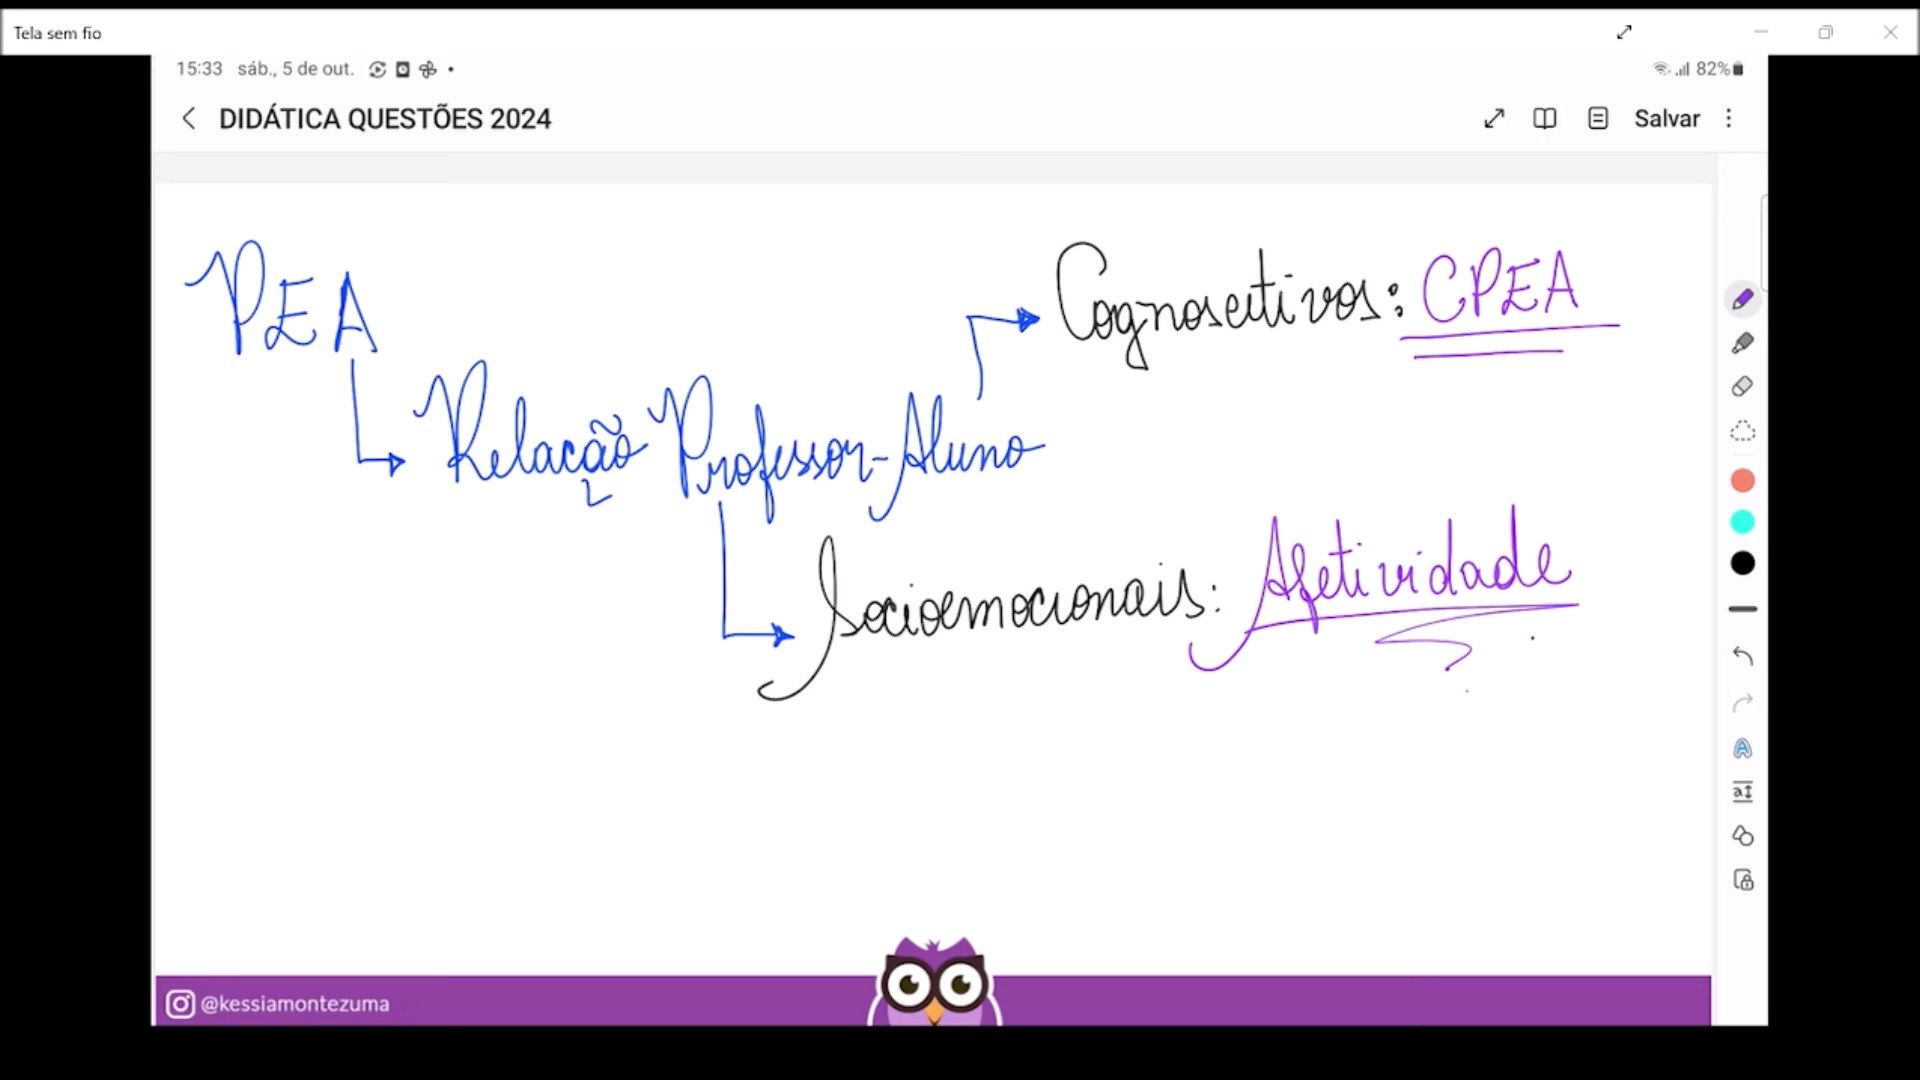 Tela sem fio
15:33 sáb., 5 de out. 82%
DIDÁTICA QUESTÕES 2024 Salvar
PEA
Cognoscitivos: CPEA
Relação Professor-Aluno
Socioemocionais: Afetividade
@kessiamontezuma